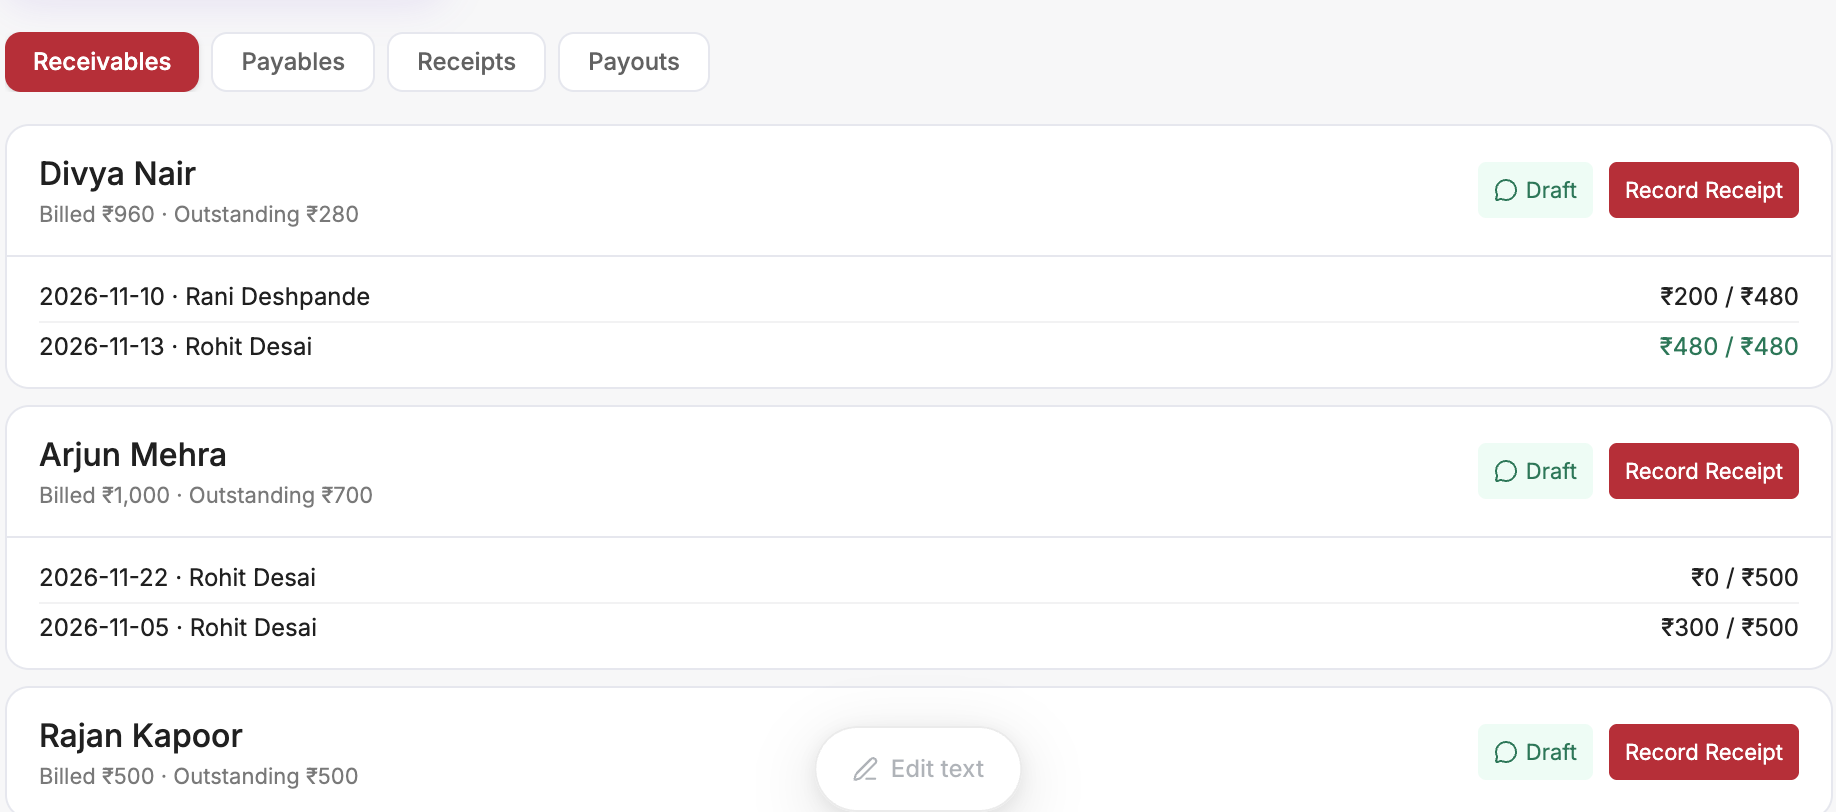 Receivables Payables Receipts Payouts
Divya Nair
Billed ₹960 · Outstanding ₹280
Draft Record Receipt
2026-11-10 · Rani Deshpande ₹200 / ₹480
2026-11-13 · Rohit Desai ₹480 / ₹480
Arjun Mehra
Billed ₹1,000 · Outstanding ₹700
Draft Record Receipt
2026-11-22 · Rohit Desai ₹0 / ₹500
2026-11-05 · Rohit Desai ₹300 / ₹500
Rajan Kapoor
Billed ₹500 · Outstanding ₹500
Draft Record Receipt
Edit text